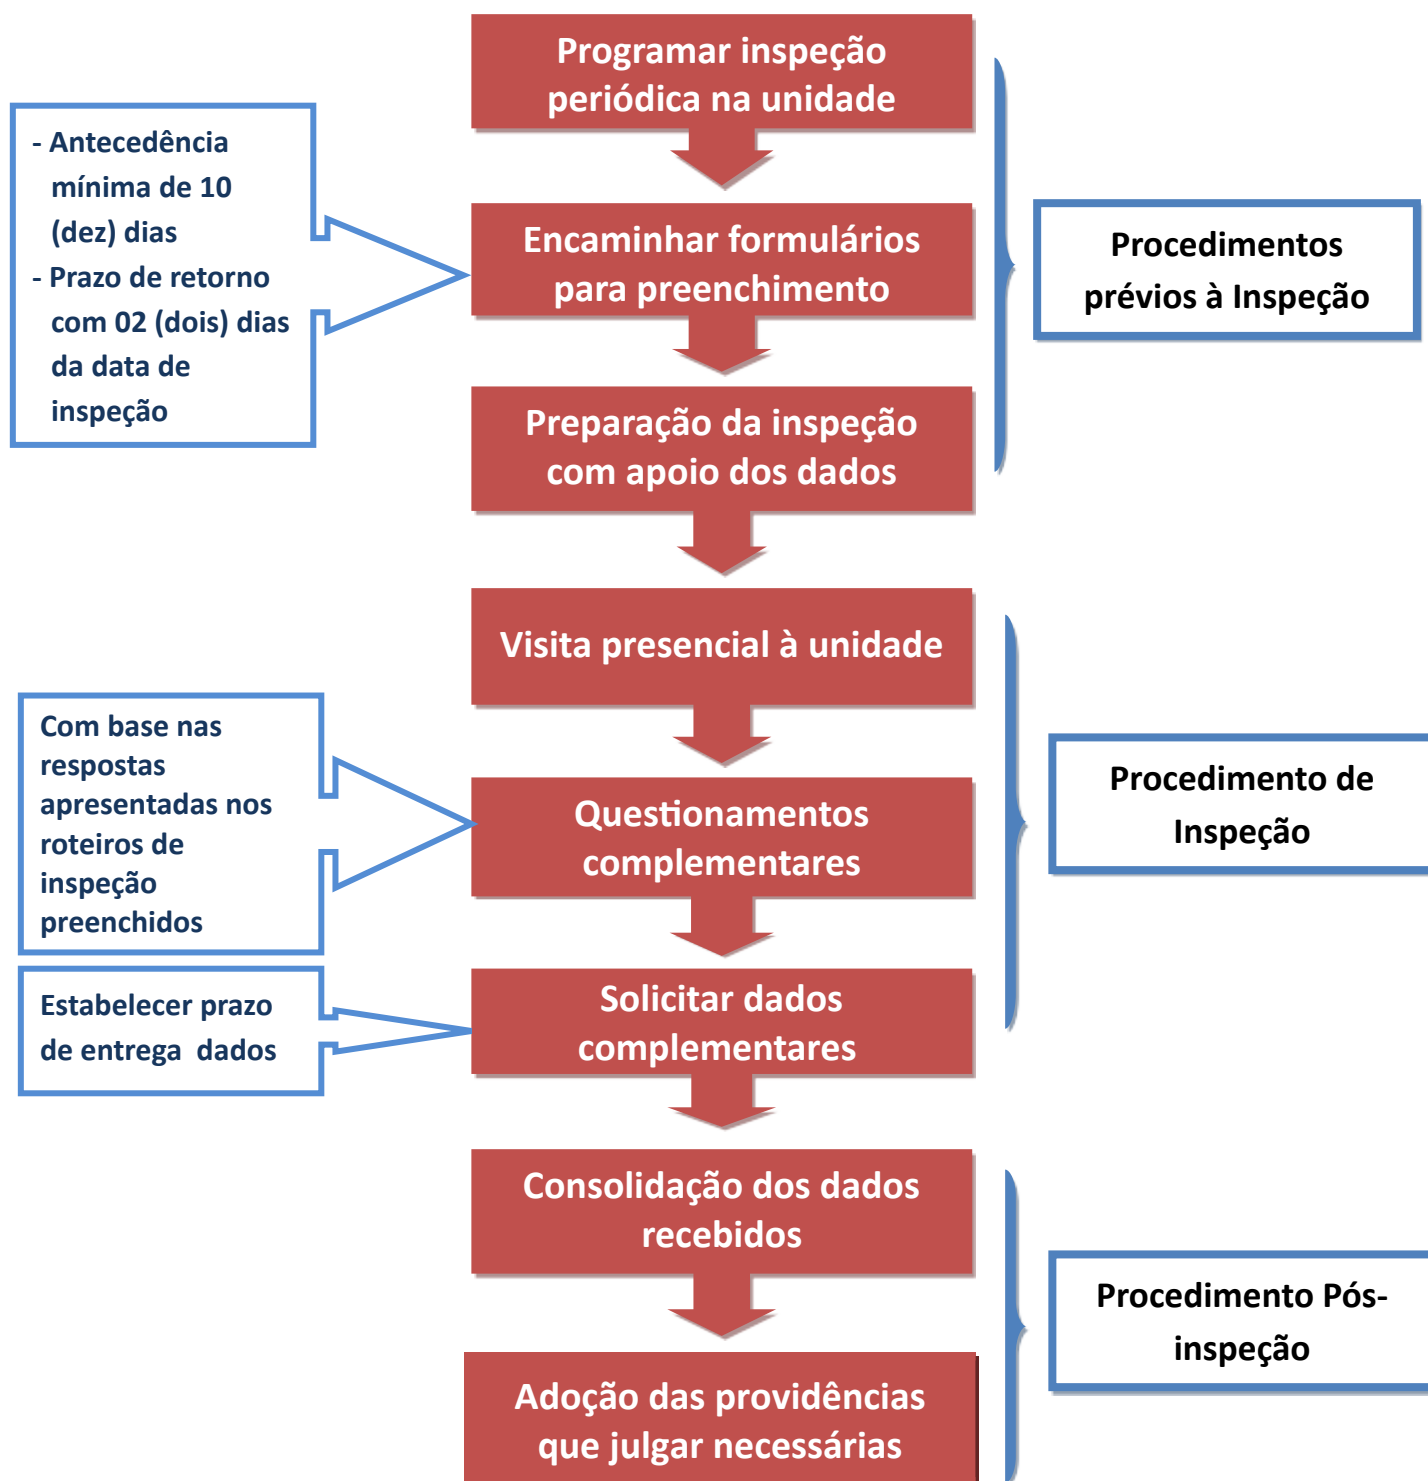 Programar inspeção
periódica na unidade
- Antecedência
mínima de 10
(dez) dias
- Prazo de retorno
com 02 (dois) dias
da data de
inspeção
Encaminhar formulários
para preenchimento
Procedimentos
prévios à Inspeção
Preparação da inspeção
com apoio dos dados
Visita presencial à unidade
Com base nas
respostas
apresentadas nos
roteiros de
inspeção
preenchidos
Questionamentos
complementares
Procedimento de
Inspeção
Estabelecer prazo
de entrega  dados
Solicitar dados
complementares
Consolidação dos dados
recebidos
Procedimento Pós-
inspeção
Adoção das providências
que julgar necessárias